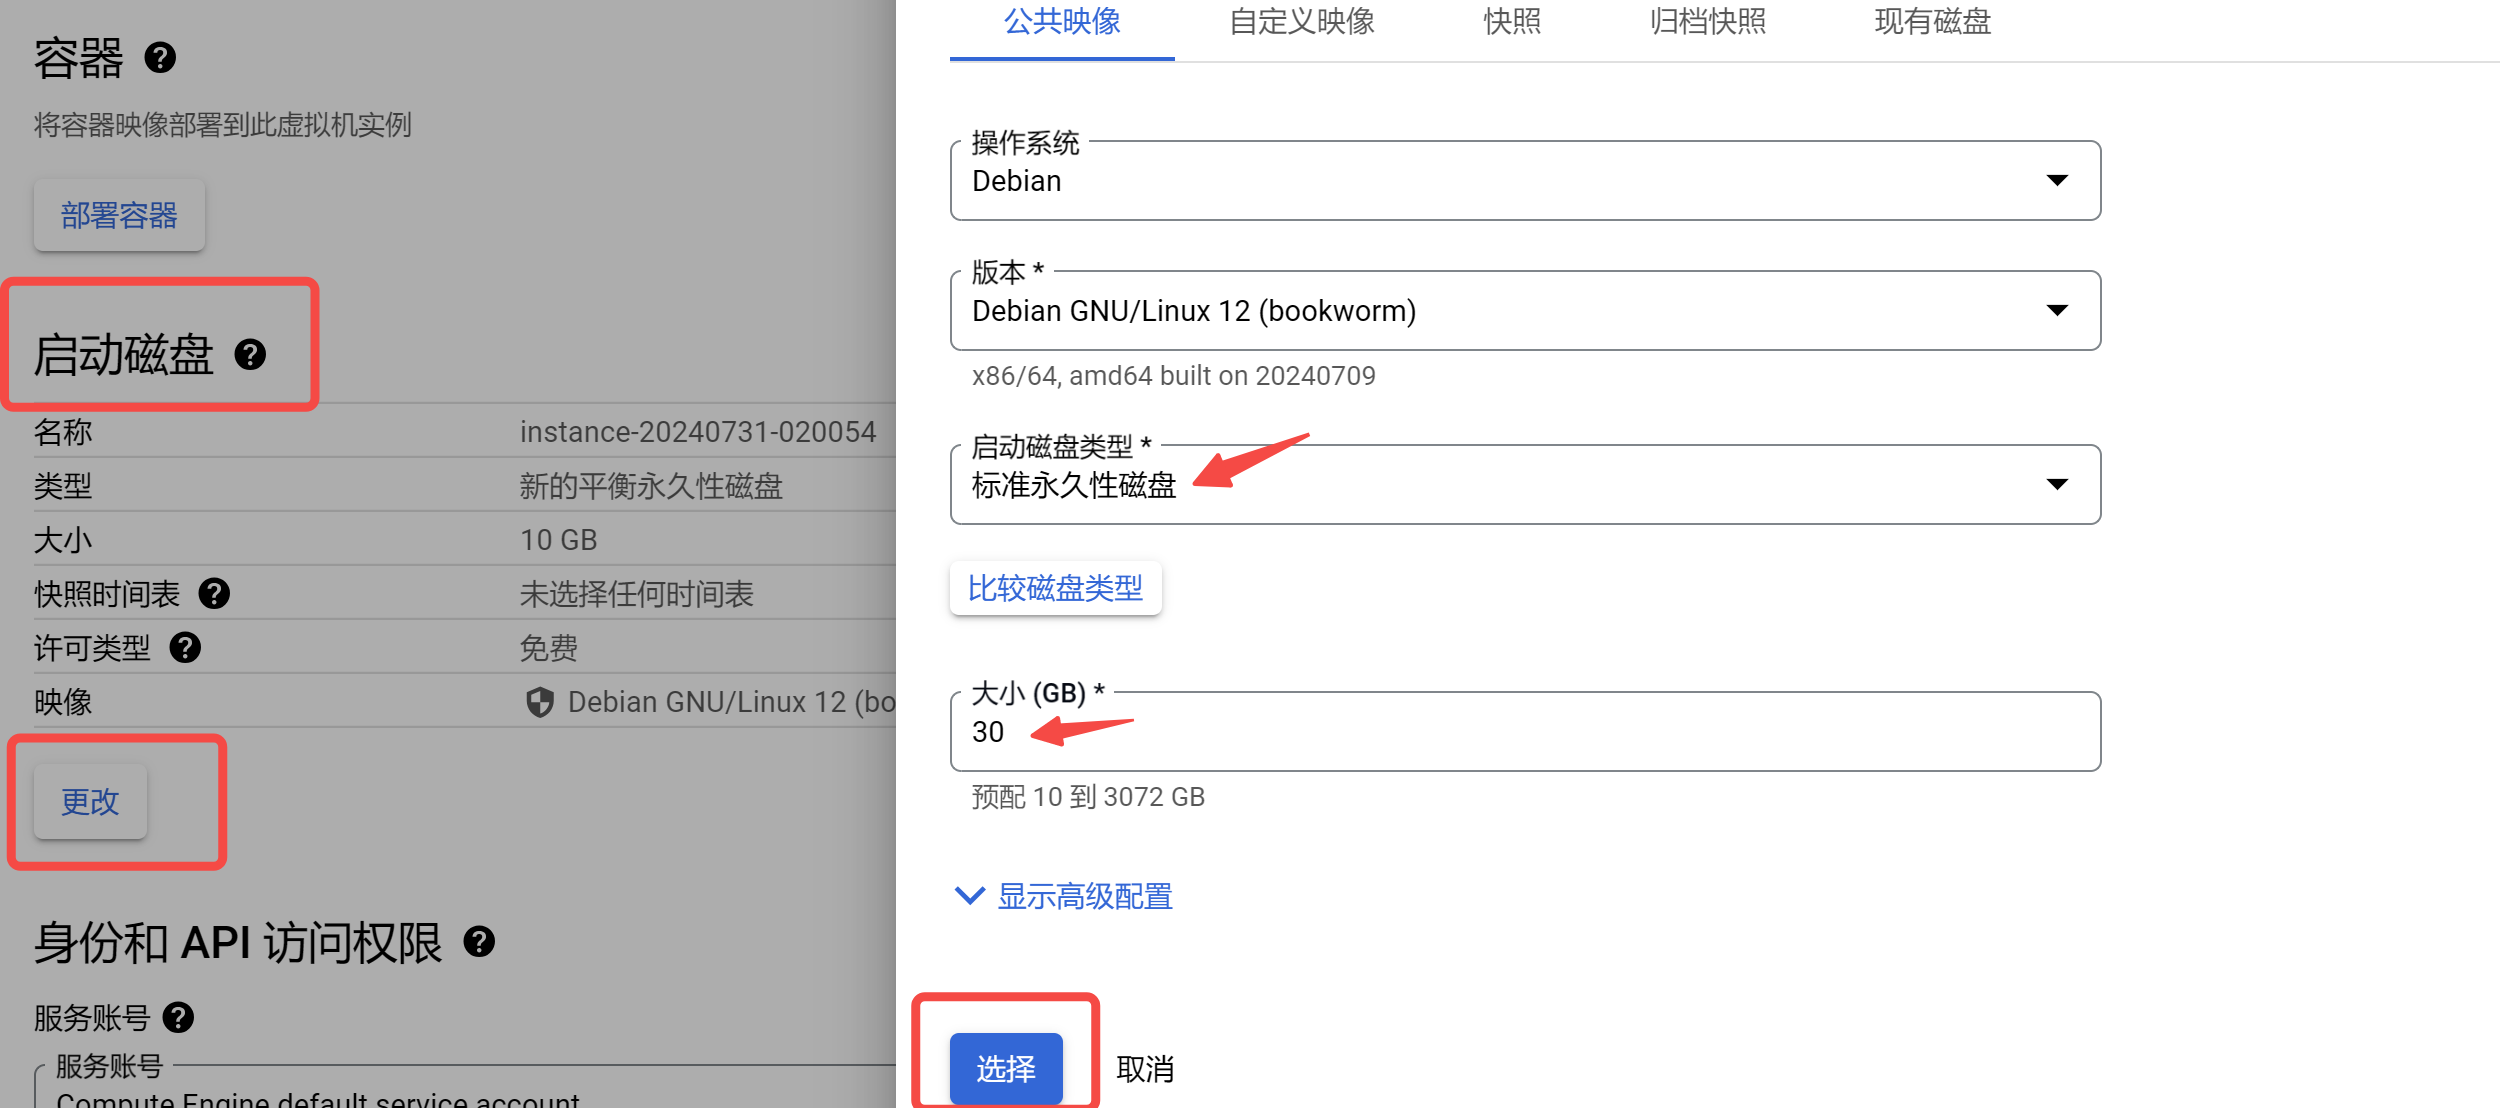 容器
将容器映像部署到此虚拟机实例
部署容器
启动磁盘
名称 instance-20240731-020054
类型 新的平衡永久性磁盘
大小 10 GB
快照时间表 未选择任何时间表
许可类型 免费
映像 Debian GNU/Linux 12 (bo
更改
身份和 API 访问权限
服务账号
服务账号
Compute Engine default service account
公共映像 自定义映像 快照 归档快照 现有磁盘
操作系统
Debian
版本 *
Debian GNU/Linux 12 (bookworm)
x86/64, amd64 built on 20240709
启动磁盘类型 *
标准永久性磁盘
比较磁盘类型
大小 (GB) *
30
预配 10 到 3072 GB
显示高级配置
选择 取消